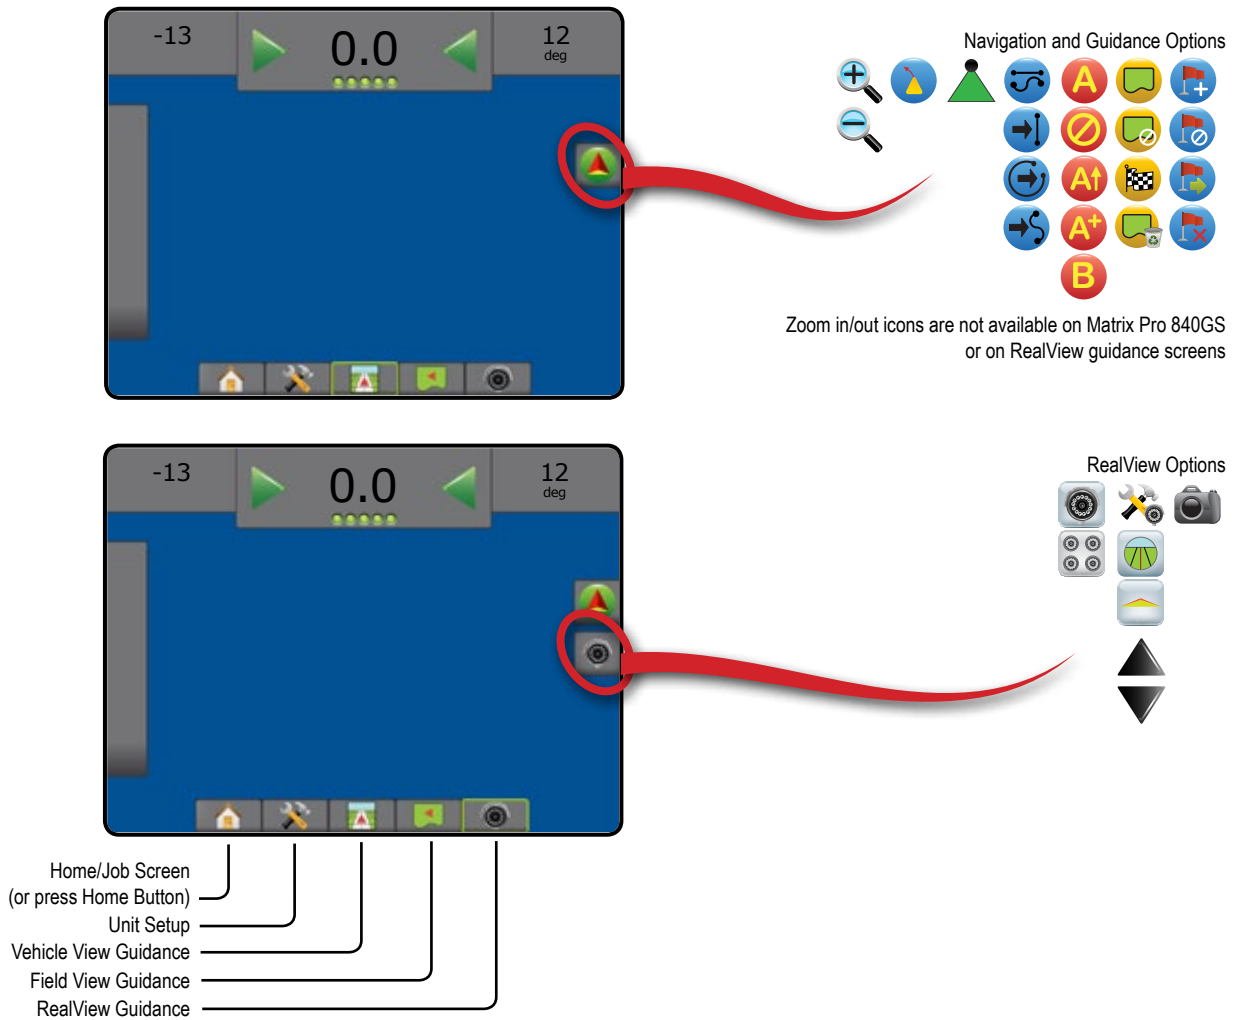 -13
0.0
12
deg
Navigation and Guidance Options
A
A
A+
B
Zoom in/out icons are not available on Matrix Pro 840GS
or on RealView guidance screens
-13
0.0
12
deg
RealView Options
Home/Job Screen
(or press Home Button)
Unit Setup
Vehicle View Guidance
Field View Guidance
RealView Guidance